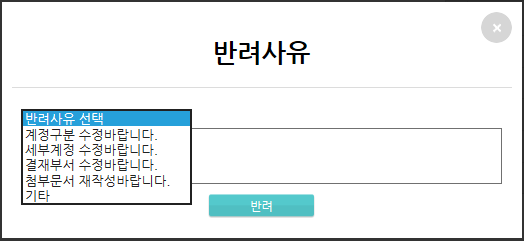 반려사유
반려사유 선택
계정구분 수정바랍니다.
세부계정 수정바랍니다.
결재부서 수정바랍니다.
첨부문서 재작성바랍니다.
기타
반려